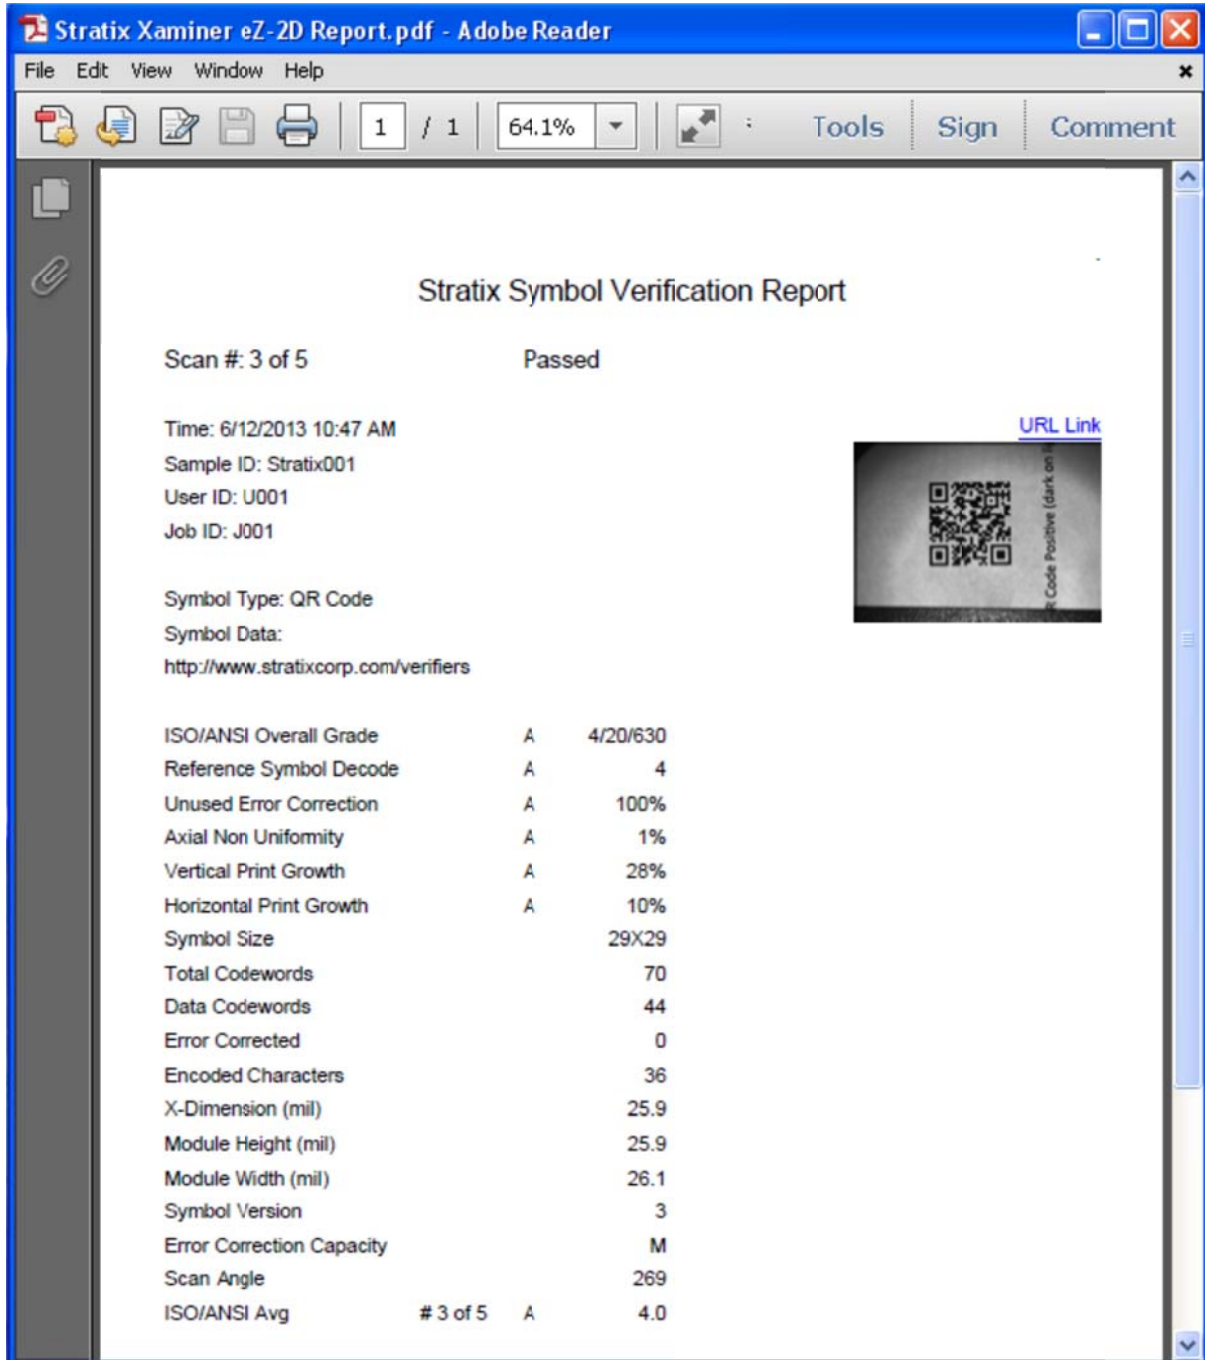 Stratix Xaminer eZ-2D Report.pdf - Adobe Reader
File Edit View Window Help
1 / 1 64.1% Tools Sign Comment
Stratix Symbol Verification Report
Scan #: 3 of 5 Passed
Time: 6/12/2013 10:47 AM
URL Link
Sample ID: Stratix001
User ID: U001
Job ID: J001
R Code Positive (dark on
Symbol Type: QR Code
Symbol Data:
http://www.stratixcorp.com/verifiers
ISO/ANSI Overall Grade A 4/20/630
Reference Symbol Decode A 4
Unused Error Correction A 100%
Axial Non Uniformity A 1%
Vertical Print Growth A 28%
Horizontal Print Growth A 10%
Symbol Size 29X29
Total Codewords 70
Data Codewords 44
Error Corrected 0
Encoded Characters 36
X-Dimension (mil) 25.9
Module Height (mil) 25.9
Module Width (mil) 26.1
Symbol Version 3
Error Correction Capacity M
Scan Angle 269
ISO/ANSI Avg # 3 of 5 A 4.0